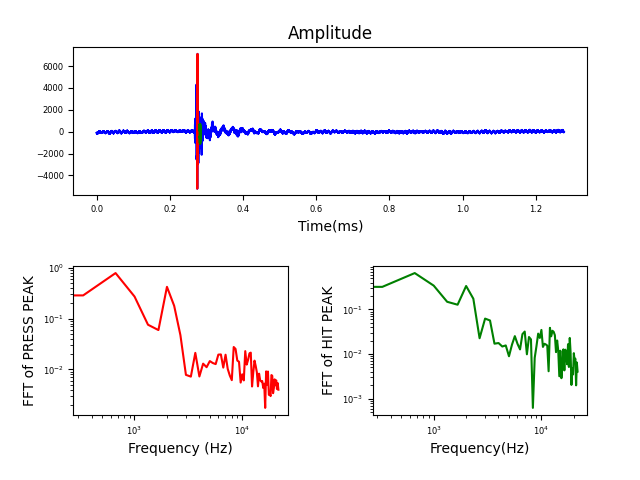 Amplitude
6000
4000
2000
0
−2000
−4000
0.0 0.2 0.4 0.6 0.8 1.0 1.2
Time(ms)
FFT of PRESS PEAK
10⁰
10⁻¹
10⁻²
10³ 10⁴
Frequency (Hz)
FFT of HIT PEAK
10⁻¹
10⁻²
10⁻³
10³ 10⁴
Frequency(Hz)